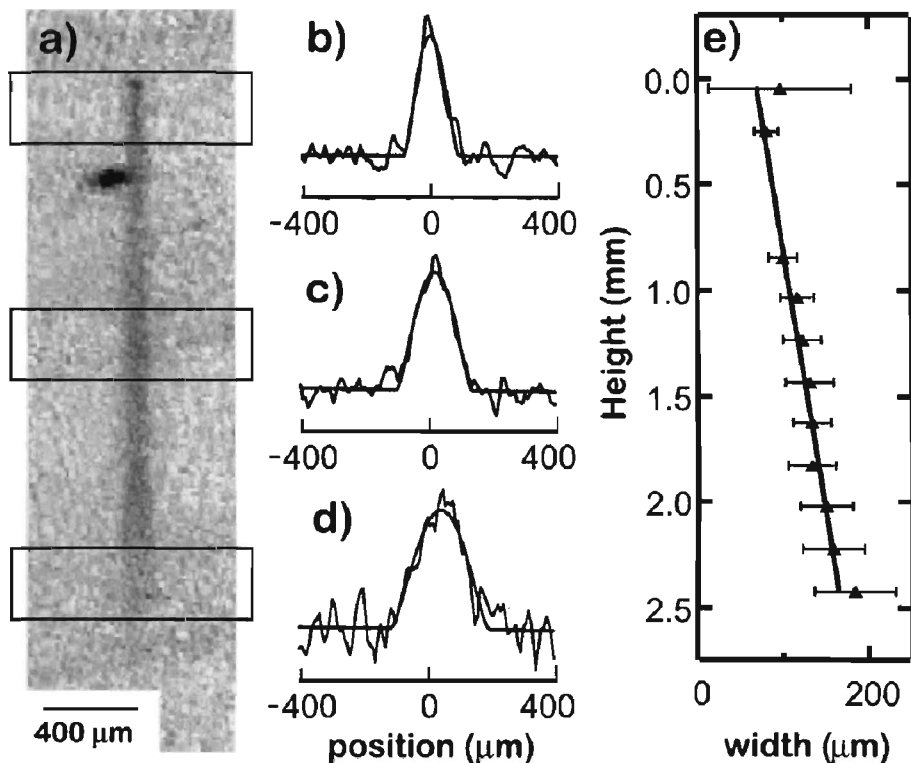 a)
400 µm
b)
-400 0 400
c)
-400 0 400
d)
-400 0 400
position (µm)
e)
0.0
0.5
1.0
1.5
2.0
2.5
Height (mm)
0 200
width (µm)